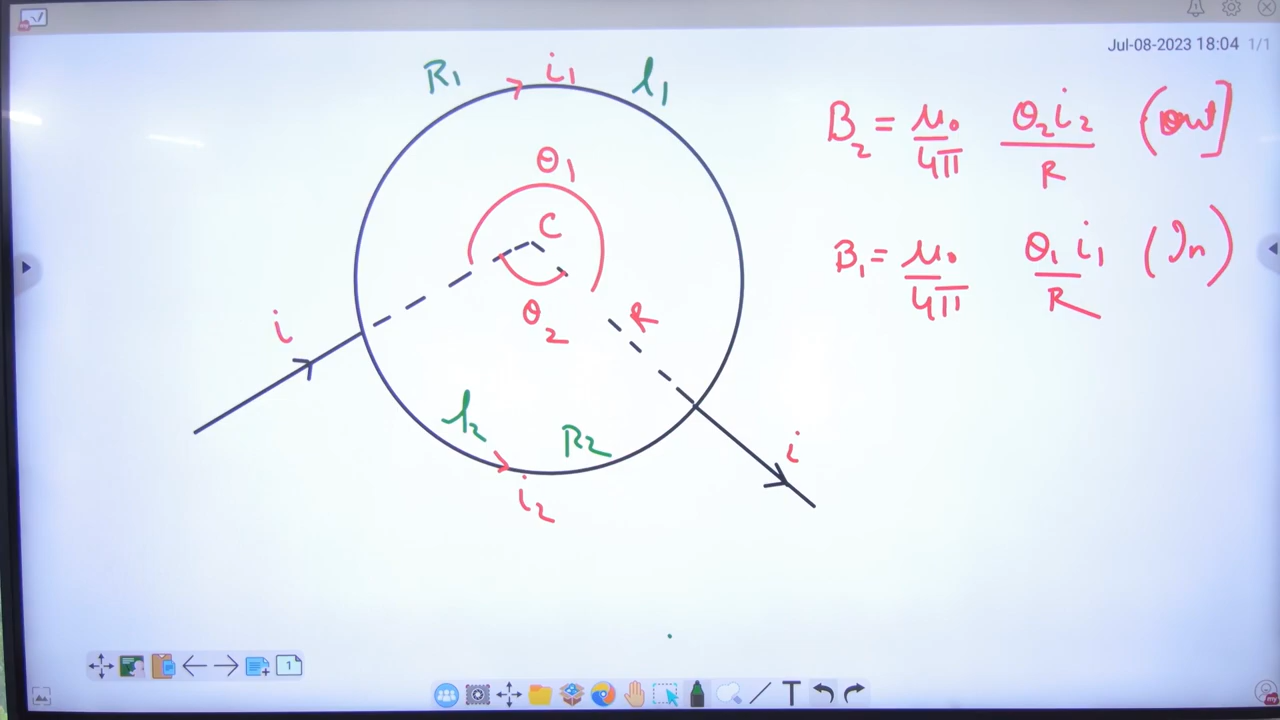 Jul-08-2023 18:04 1/1
R₁
i₁
l₁
θ₁
C
θ₂
R
i
l₂
R₂
i₂
i
B₂ = μ₀/4π θ₂i₂/R (out)
B₁ = μ₀/4π θ₁i₁/R (In)
1
T